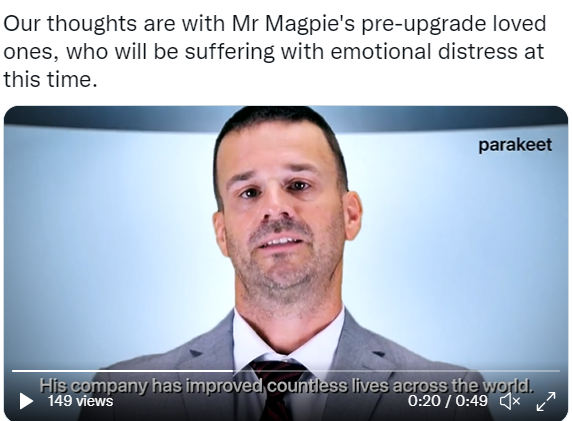 Our thoughts are with Mr Magpie's pre-upgrade loved
ones, who will be suffering with emotional distress at
this time.
parakeet
His company has improved countless lives across the world.
149 views
0:20 / 0:49